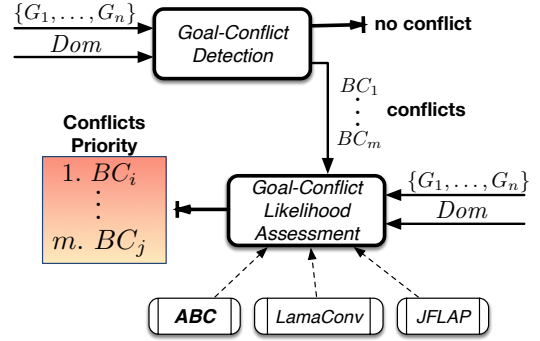 {G₁, . . . , Gₙ}
Dom
Goal-Conflict
Detection
no conflict
BC₁
⋮
BCₘ
conflicts
Conflicts
Priority
1. BCᵢ
⋮
m. BCⱼ
Goal-Conflict
Likelihood
Assessment
{G₁, . . . , Gₙ}
Dom
ABC
LamaConv
JFLAP